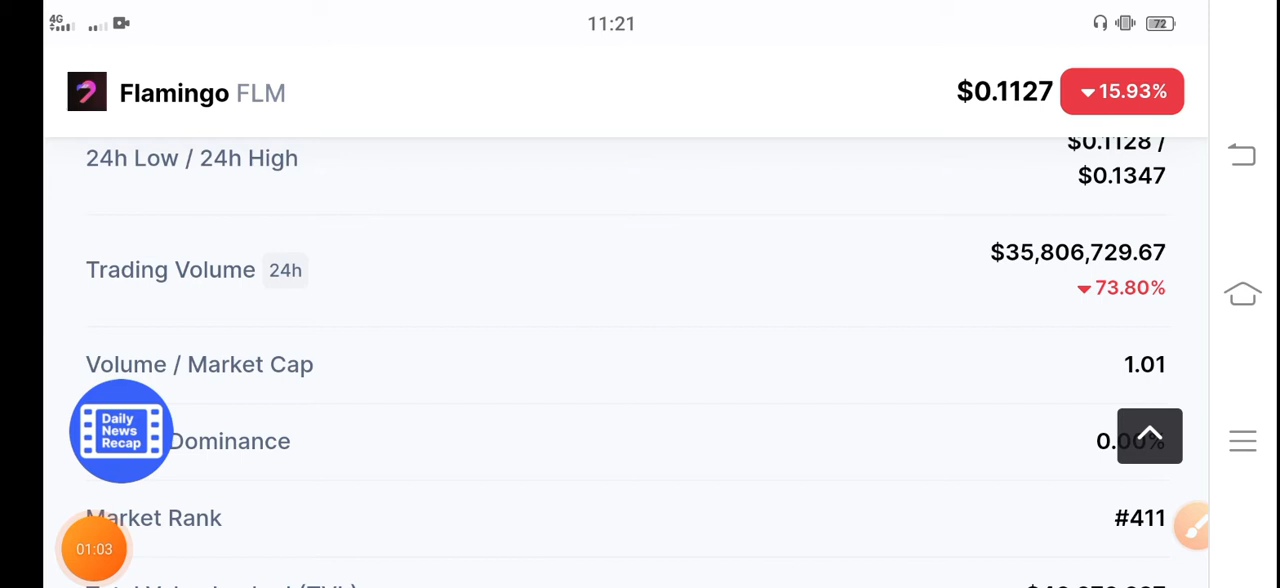 4G 11:21 72
Flamingo FLM $0.1127 15.93%
24h Low / 24h High $0.1128 /
$0.1347
Trading Volume 24h $35,806,729.67
73.80%
Volume / Market Cap 1.01
Daily
News
Recap
Dominance 0.00%
Market Rank #411
01:03